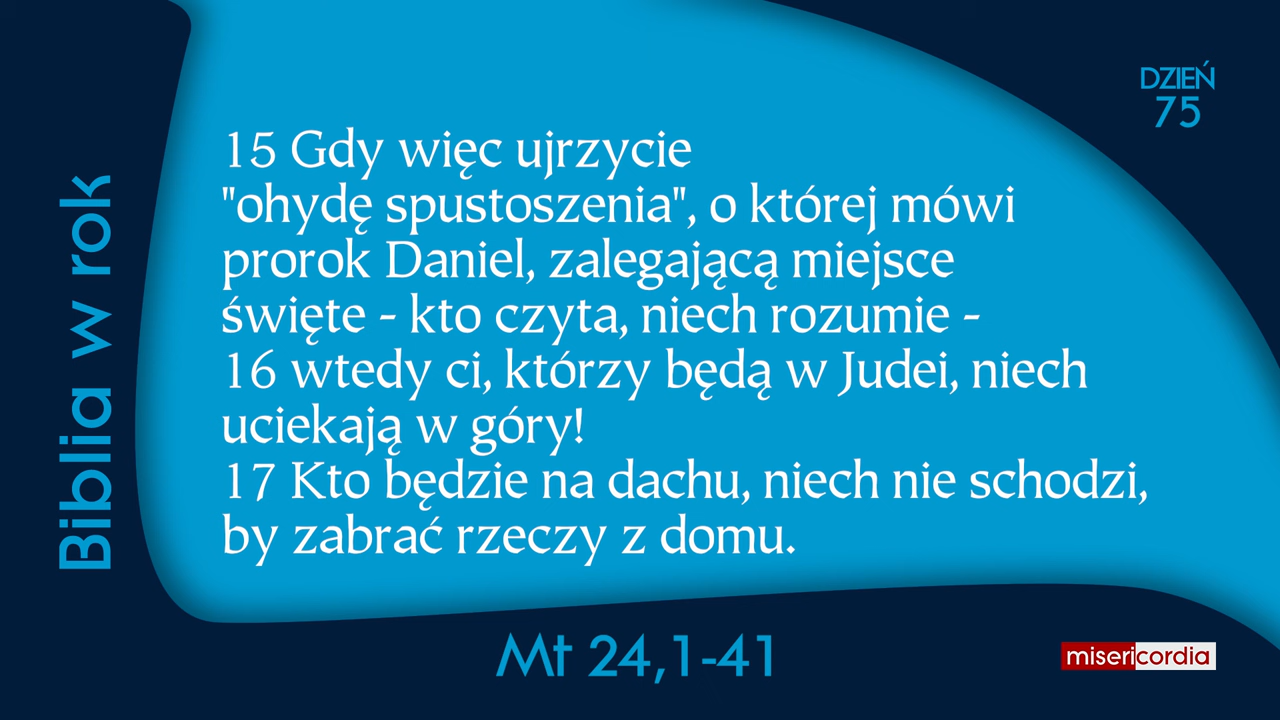 DZIEŃ
75
15 Gdy więc ujrzycie
"ohydę spustoszenia", o której mówi
prorok Daniel, zalegającą miejsce
święte - kto czyta, niech rozumie -
16 wtedy ci, którzy będą w Judei, niech
uciekają w góry!
17 Kto będzie na dachu, niech nie schodzi,
by zabrać rzeczy z domu.
Biblia w rok
Mt 24,1-41
misericordia